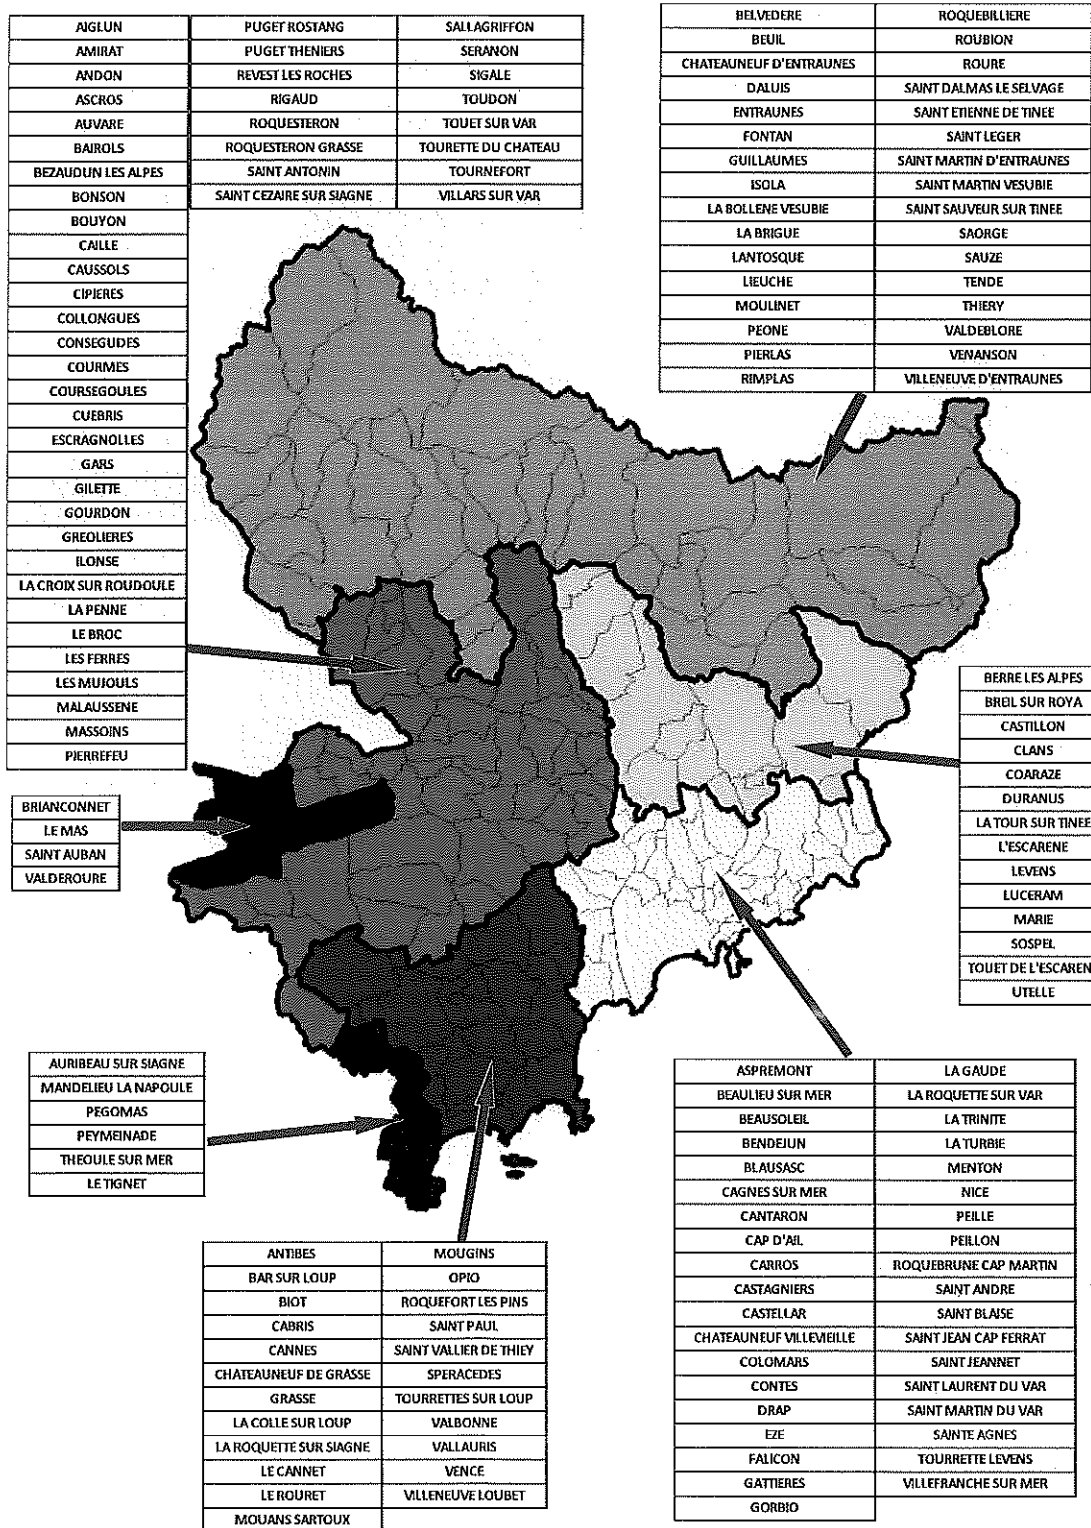 AIGLUN PUGET ROSTANG SALLAGRIFFON
AMIRAT PUGET THENIERS SERANON
ANDON REVEST LES ROCHES SIGALE
ASCROS RIGAUD TOUDON
AUVARE ROQUESTERON TOUET SUR VAR
BAIROLS ROQUESTERON GRASSE TOURETTE DU CHATEAU
BEZAUDUN LES ALPES SAINT ANTONIN TOURNEFORT
BONSON SAINT CEZAIRE SUR SIAGNE VILLARS SUR VAR
BOUYON
CAILLE
CAUSSOLS
CIPIERES
COLLONGUES
CONSEGUDES
COURMES
COURSEGOULES
CUEBRIS
ESCRAGNOLLES
GARS
GILETTE
GOURDON
GREOLIERES
ILONSE
LA CROIX SUR ROUDOULE
LA PENNE
LE BROC
LES FERRES
LES MUJOULS
MALAUSSENE
MASSOINS
PIERREFEU
BELVEDERE ROQUEBILLIERE
BEUIL ROUBION
CHATEAUNEUF D'ENTRAUNES ROURE
DALUIS SAINT DALMAS LE SELVAGE
ENTRAUNES SAINT ETIENNE DE TINEE
FONTAN SAINT LEGER
GUILLAUMES SAINT MARTIN D'ENTRAUNES
ISOLA SAINT MARTIN VESUBIE
LA BOLLENE VESUBIE SAINT SAUVEUR SUR TINEE
LA BRIGUE SAORGE
LANTOSQUE SAUZE
LIEUCHE TENDE
MOULINET THIERY
PEONE VALDEBLORE
PIERLAS VENANSON
RIMPLAS VILLENEUVE D'ENTRAUNES
BRIANCONNET
LE MAS
SAINT AUBAN
VALDEROURE
BERRE LES ALPES
BREIL SUR ROYA
CASTILLON
CLANS
COARAZE
DURANUS
LA TOUR SUR TINEE
L'ESCARENE
LEVENS
LUCERAM
MARIE
SOSPEL
TOUET DE L'ESCAREN
UTELLE
AURIBEAU SUR SIAGNE
MANDELIEU LA NAPOULE
PEGOMAS
PEYMEINADE
THEOULE SUR MER
LE TIGNET
ANTIBES MOUGINS
BAR SUR LOUP OPIO
BIOT ROQUEFORT LES PINS
CABRIS SAINT PAUL
CANNES SAINT VALLIER DE THIEY
CHATEAUNEUF DE GRASSE SPERACEDES
GRASSE TOURRETTES SUR LOUP
LA COLLE SUR LOUP VALBONNE
LA ROQUETTE SUR SIAGNE VALLAURIS
LE CANNET VENCE
LE ROURET VILLENEUVE LOUBET
MOUANS SARTOUX
ASPREMONT LA GAUDE
BEAULIEU SUR MER LA ROQUETTE SUR VAR
BEAUSOLEIL LA TRINITE
BENDEJUN LA TURBIE
BLAUSASC MENTON
CAGNES SUR MER NICE
CANTARON PEILLE
CAP D'AIL PEILLON
CARROS ROQUEBRUNE CAP MARTIN
CASTAGNIERS SAINT ANDRE
CASTELLAR SAINT BLAISE
CHATEAUNEUF VILLEVIEILLE SAINT JEAN CAP FERRAT
COLOMARS SAINT JEANNET
CONTES SAINT LAURENT DU VAR
DRAP SAINT MARTIN DU VAR
EZE SAINTE AGNES
FALICON TOURRETTE LEVENS
GATTIERES VILLEFRANCHE SUR MER
GORBIO